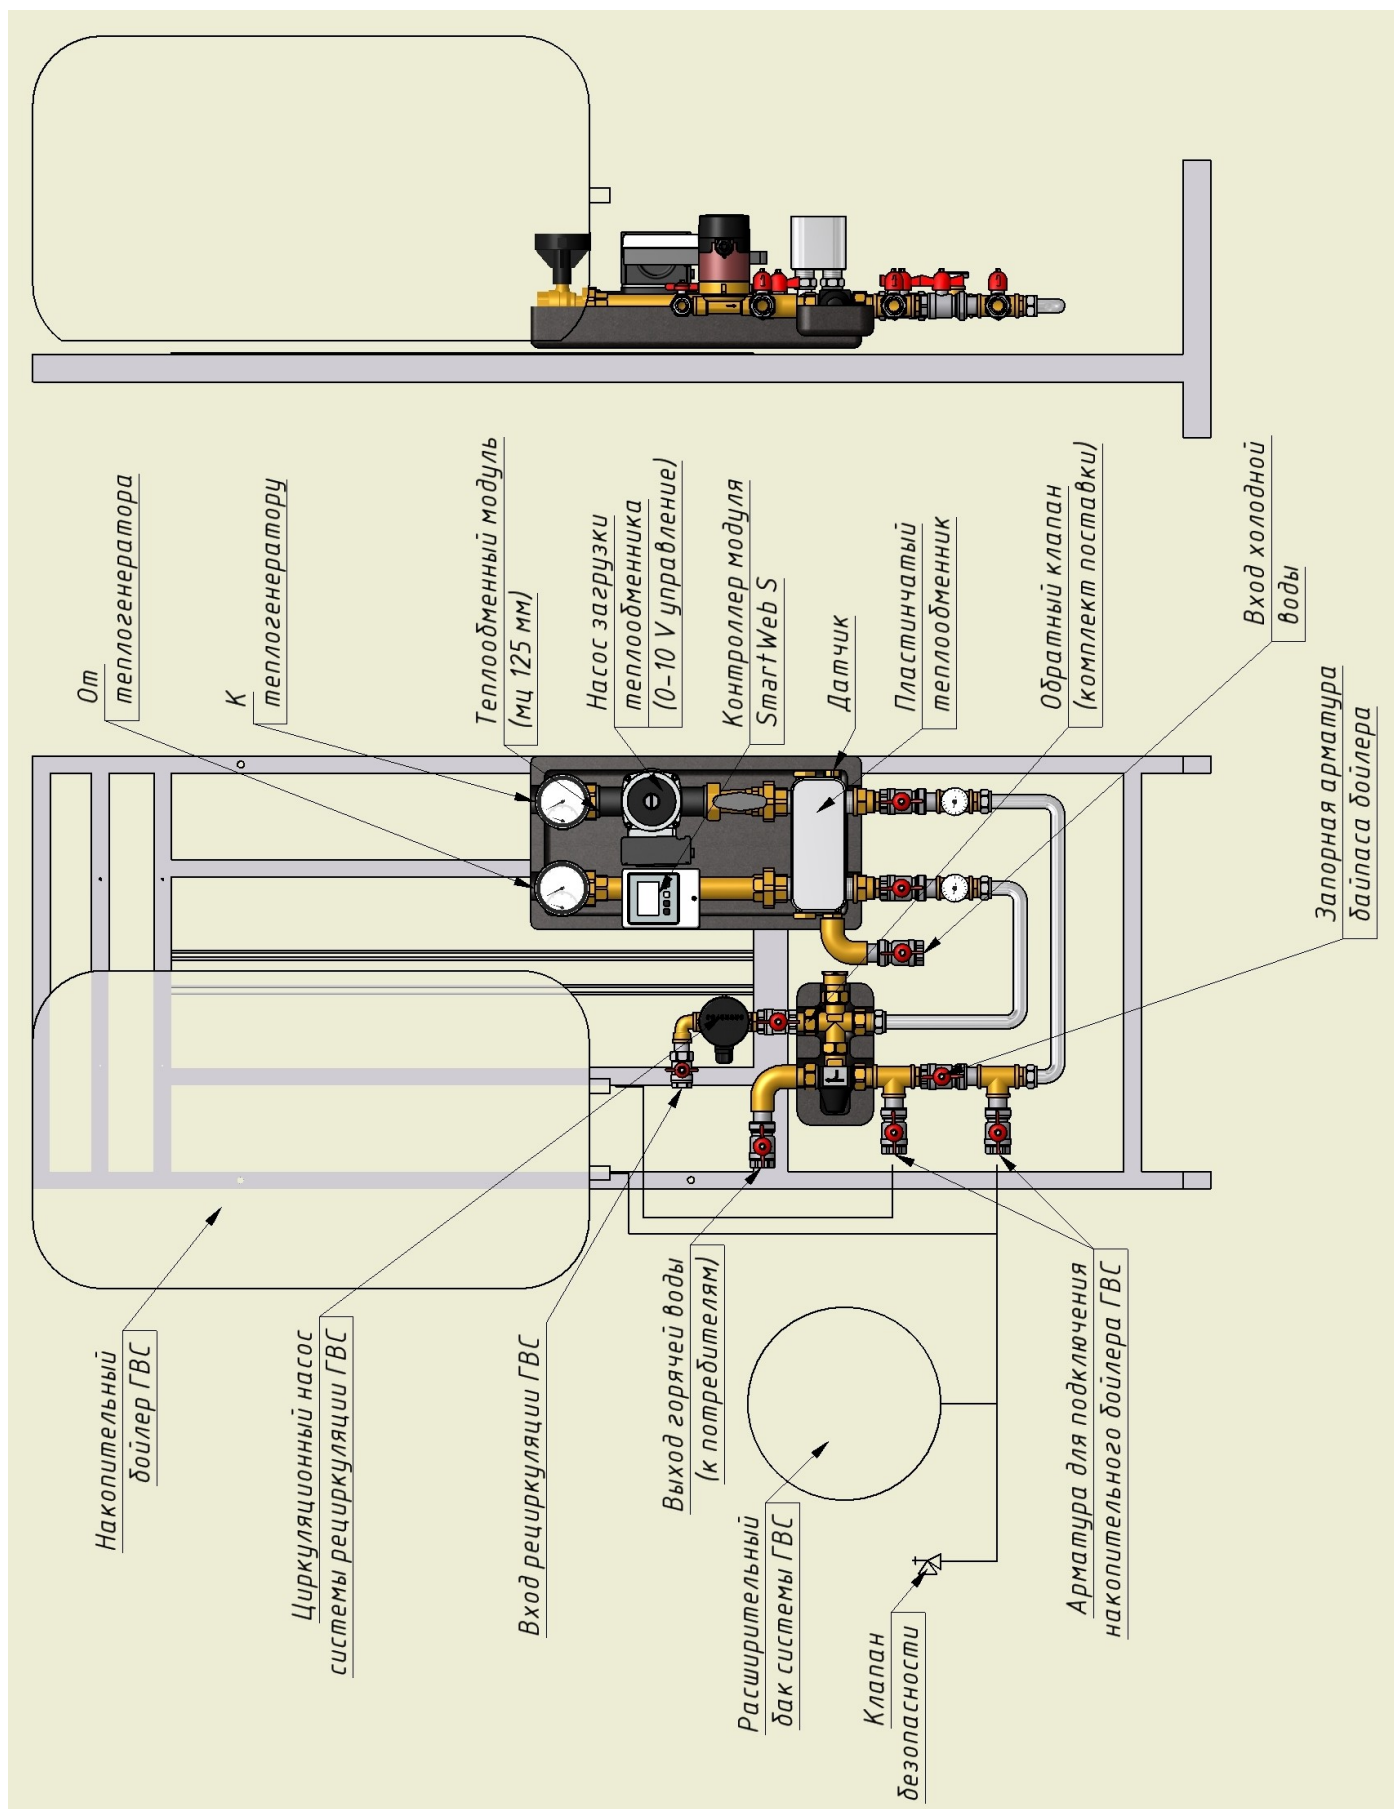 От
теплогенератора
К
теплогенератору
Теплообменный модуль
(мц 125 мм)
Насос загрузки
теплообменника
(0-10 V управление)
Контроллер модуля
SmartWeb S
Датчик
Пластинчатый
теплообменник
Обратный клапан
(комплект поставки)
Вход холодной
воды
Запорная арматура
байпаса бойлера
Накопительный
бойлер ГВС
Циркуляционный насос
системы рециркуляции ГВС
Вход рециркуляции ГВС
Выход горячей воды
(к потребителям)
Расширительный
бак системы ГВС
Клапан
безопасности
Арматура для подключения
накопительного бойлера ГВС